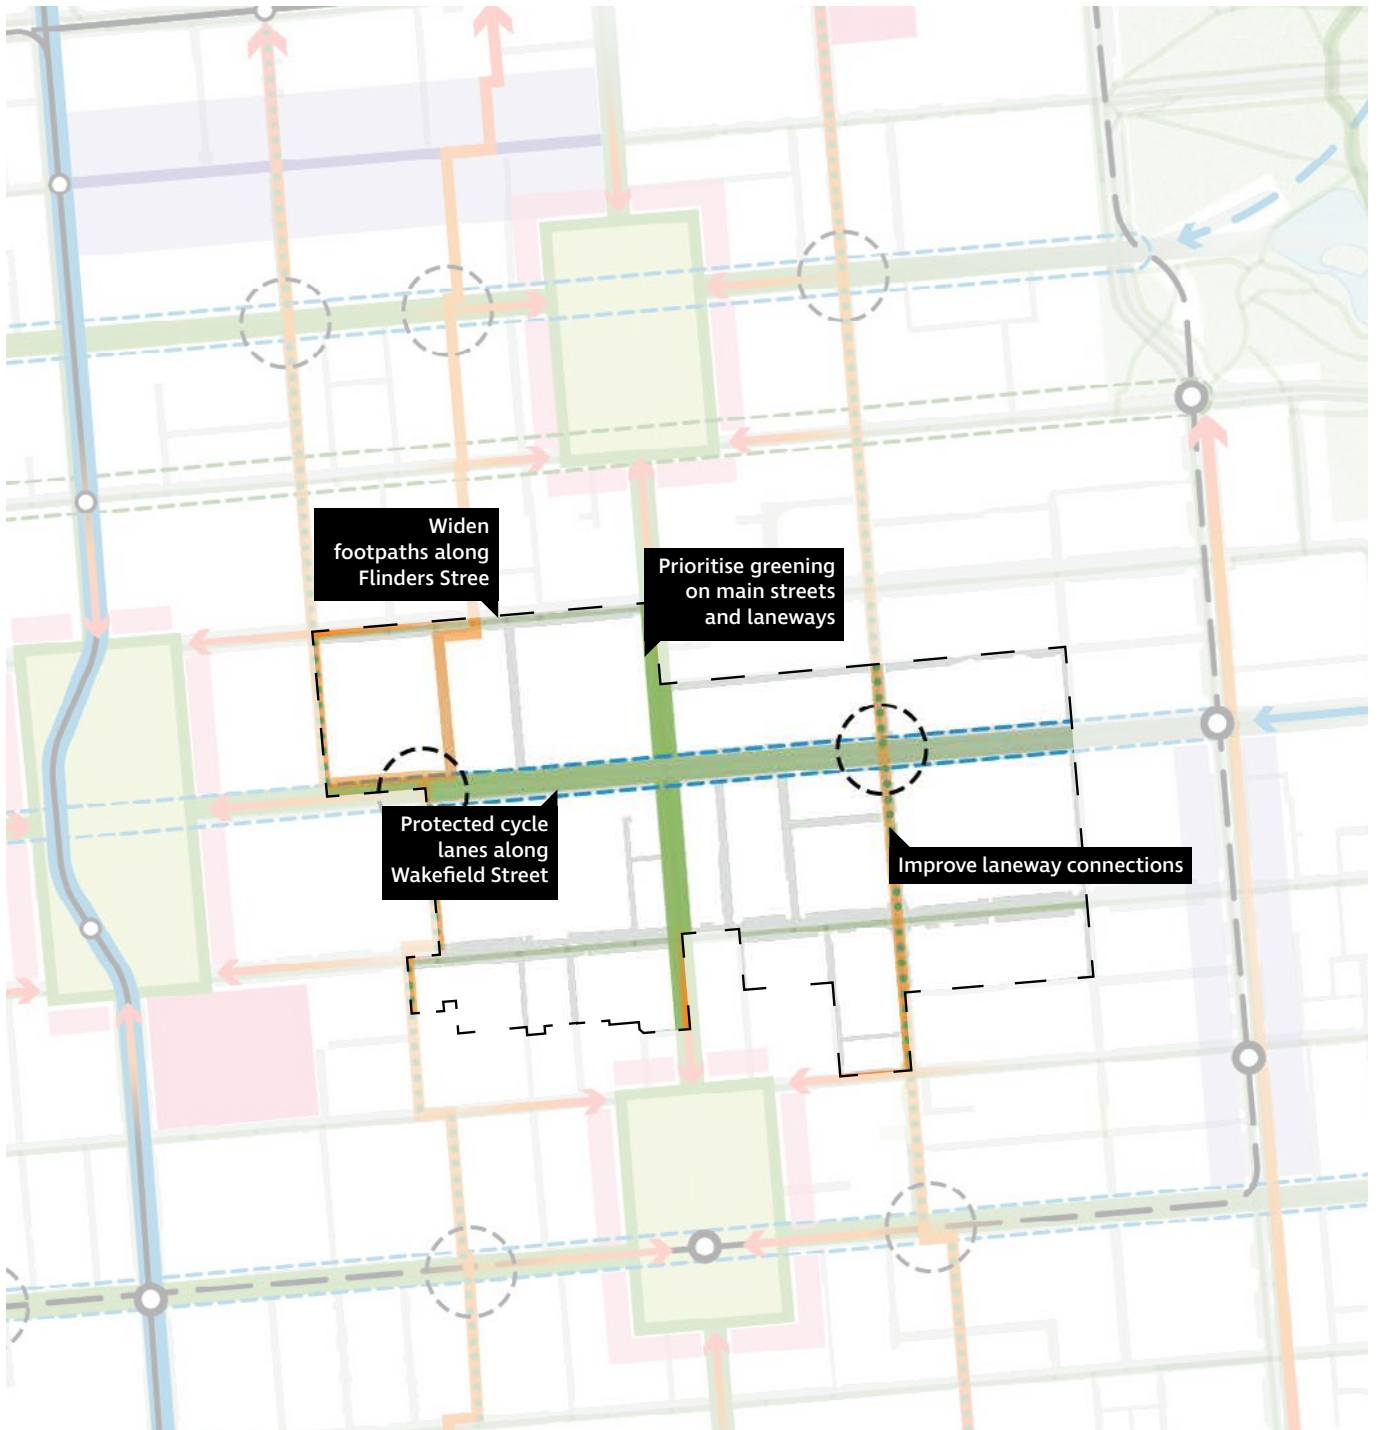 Widen
footpaths along
Flinders Stree
Prioritise greening
on main streets
and laneways
Protected cycle
lanes along
Wakefield Street
Improve laneway connections